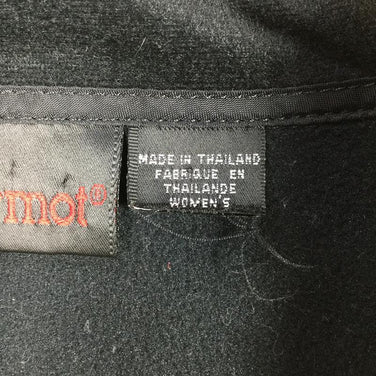 rmot®
MADE IN THAILAND
FABRIQUE EN
THAILANDE
WOMEN'S